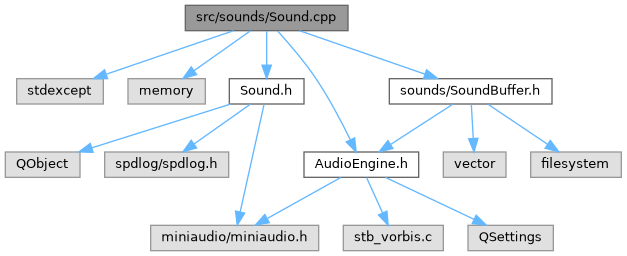 src/sounds/Sound.cpp
stdexcept
memory
Sound.h
sounds/SoundBuffer.h
QObject
spdlog/spdlog.h
AudioEngine.h
vector
filesystem
miniaudio/miniaudio.h
stb_vorbis.c
QSettings